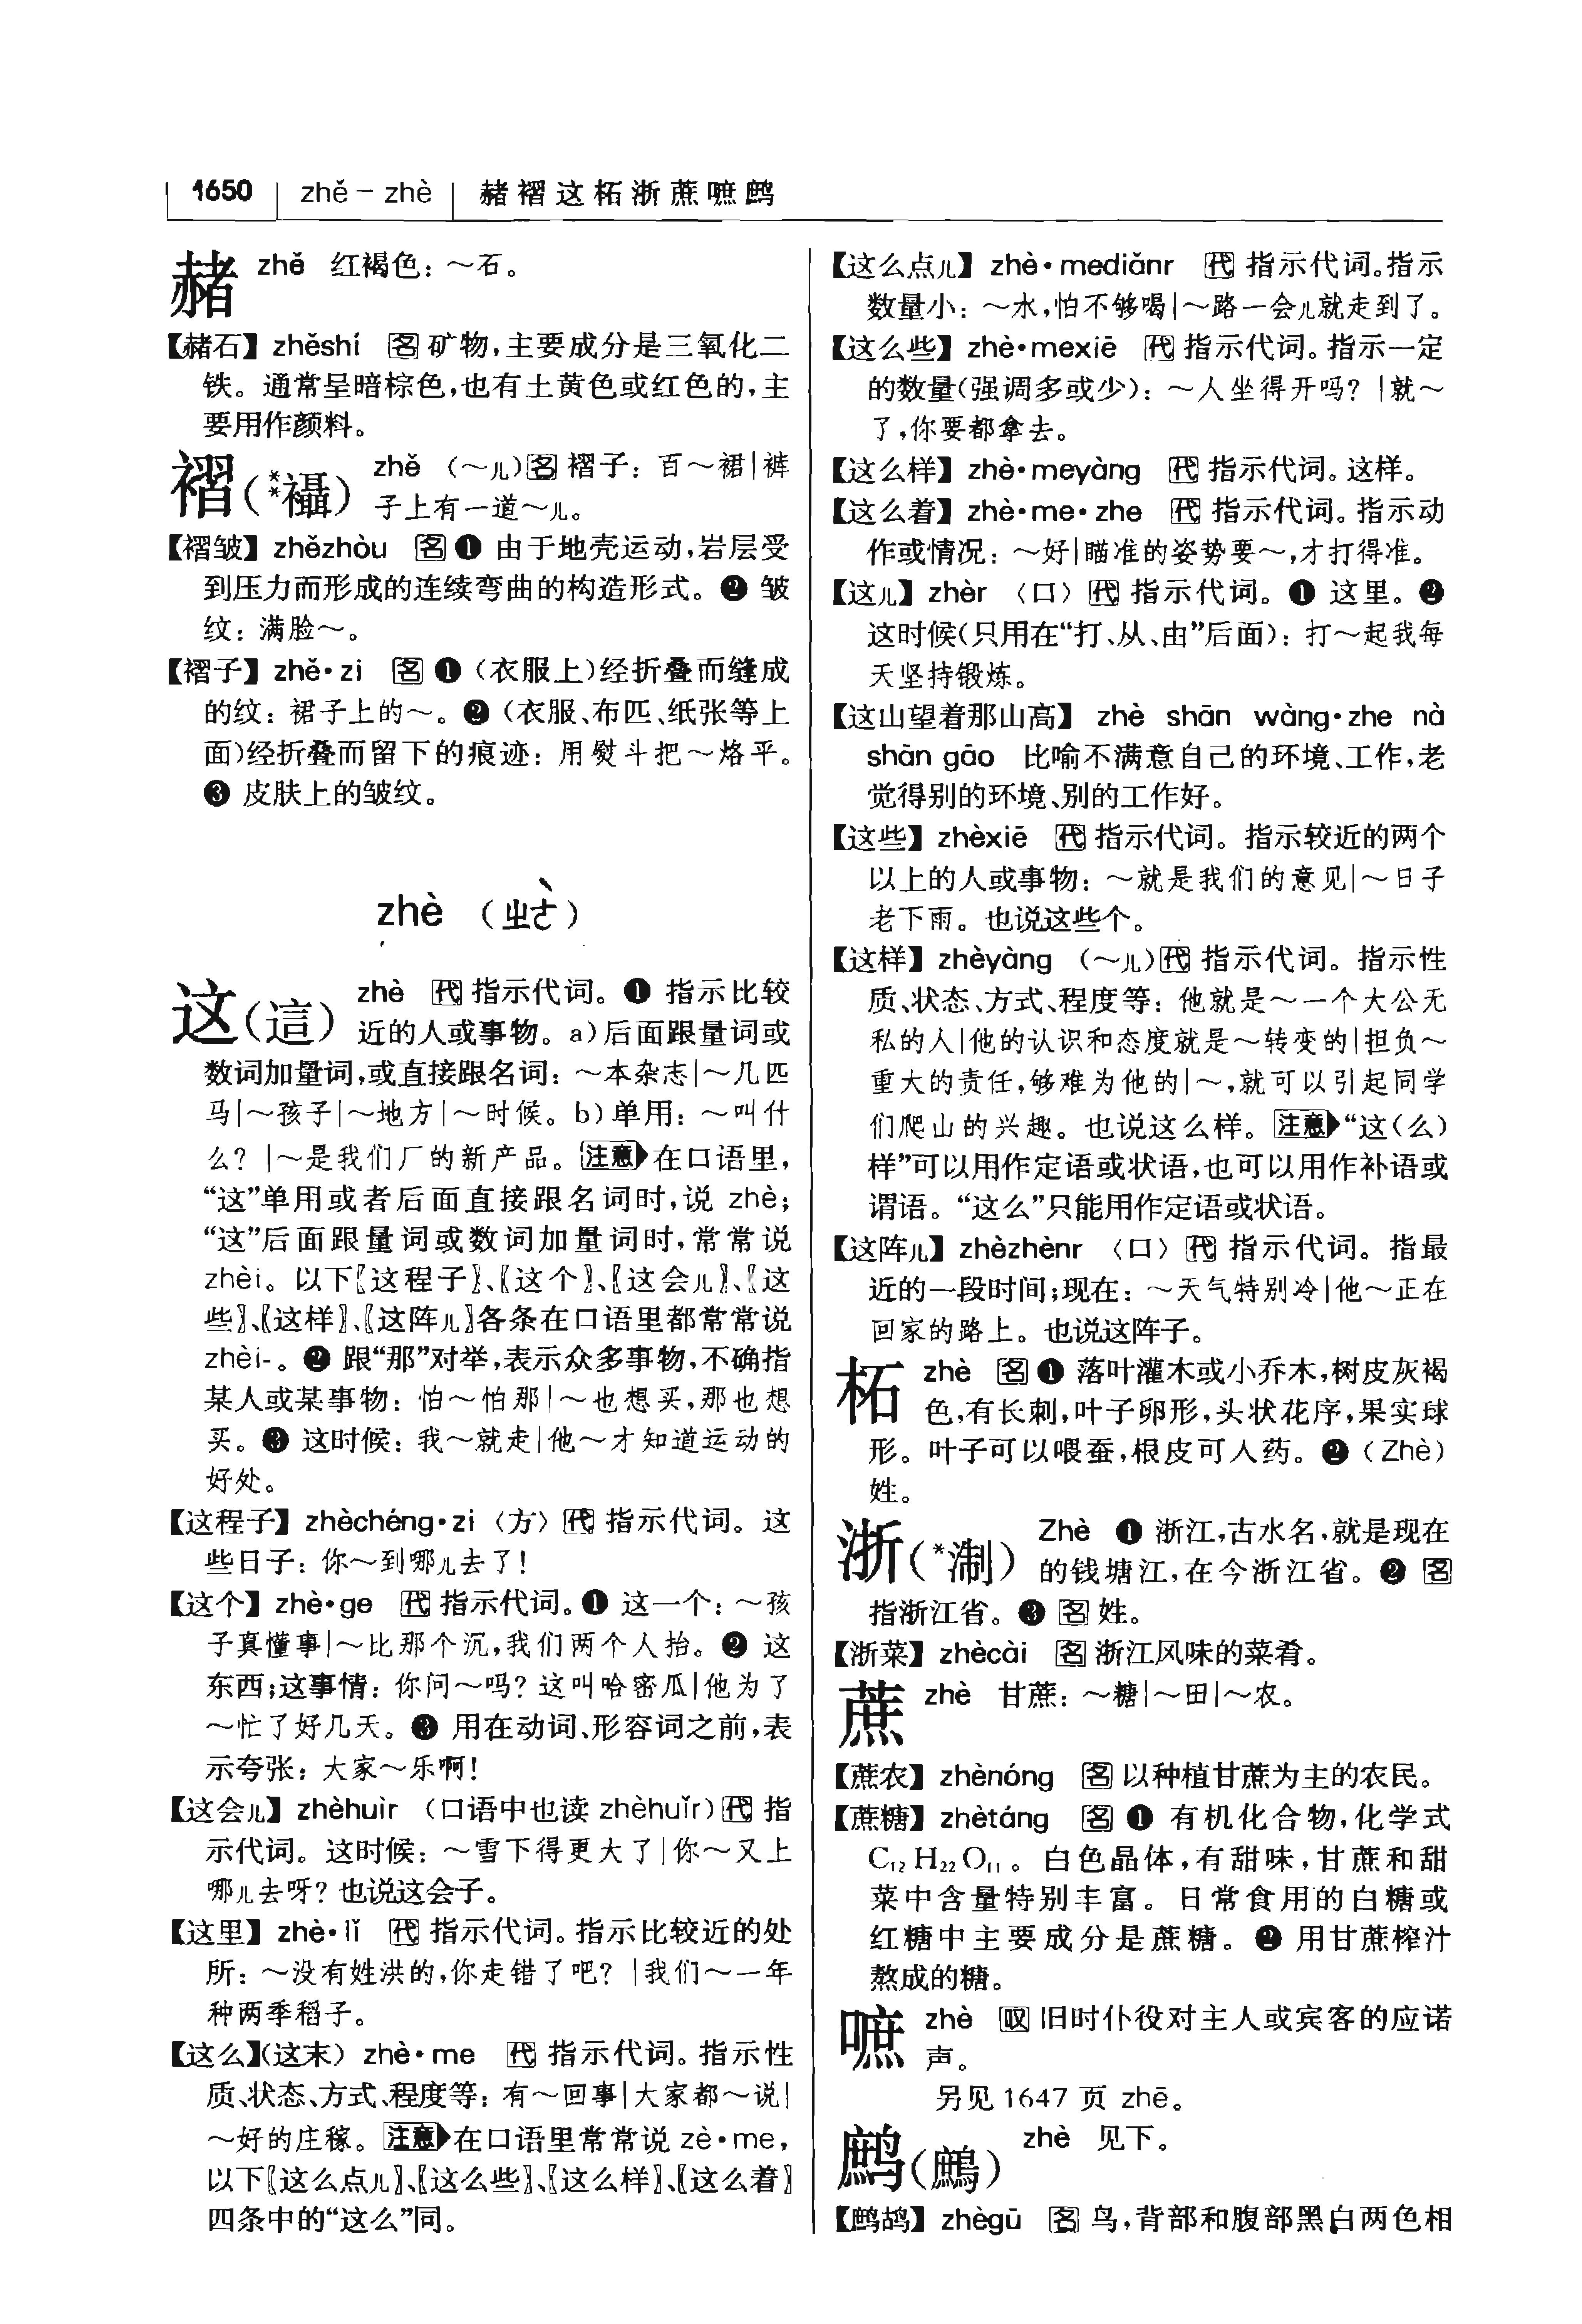 1650 zhě－zhè 赭褶这柘浙蔗嗻鹧
赭 zhě 红褐色：～石。
【赭石】zhěshí 名 矿物，主要成分是三氧化二
铁。通常呈暗棕色，也有土黄色或红色的，主
要用作颜料。
褶（**襵） zhě （～儿）名 褶子：百～裙|裤
子上有一道～儿。
【褶皱】zhězhòu 名 ❶ 由于地壳运动，岩层受
到压力而形成的连续弯曲的构造形式。❷ 皱
纹：满脸～。
【褶子】zhě·zi 名 ❶（衣服上）经折叠而缝成
的纹：裙子上的～。❷（衣服、布匹、纸张等上
面）经折叠而留下的痕迹：用熨斗把～烙平。
❸ 皮肤上的皱纹。
zhè （ㄓㄜˋ）
这（這） zhè 代 指示代词。❶ 指示比较
近的人或事物。a）后面跟量词或
数词加量词，或直接跟名词：～本杂志|～几匹
马|～孩子|～地方|～时候。b）单用：～叫什
么？|～是我们厂的新产品。注意 在口语里，
“这”单用或者后面直接跟名词时，说 zhè；
“这”后面跟量词或数词加量词时，常常说
zhèi。以下〖这程子〗、〖这个〗、〖这会儿〗、〖这
些〗、〖这样〗、〖这阵儿〗各条在口语里都常常说
zhèi-。❷ 跟“那”对举，表示众多事物，不确指
某人或某事物：怕～怕那|～也想买，那也想
买。❸ 这时候：我～就走|他～才知道运动的
好处。
【这程子】zhèchéng·zi〈方〉代 指示代词。这
些日子：你～到哪儿去了！
【这个】zhè·ge 代 指示代词。❶ 这一个：～孩
子真懂事|～比那个沉，我们两个人抬。❷ 这
东西；这事情：你问～吗？这叫哈密瓜|他为了
～忙了好几天。❸ 用在动词、形容词之前，表
示夸张：大家～乐啊！
【这会儿】zhèhuìr （口语中也读 zhèhuǐr）代 指
示代词。这时候：～雪下得更大了|你～又上
哪儿去呀？也说这会子。
【这里】zhè·lǐ 代 指示代词。指示比较近的处
所：～没有姓洪的，你走错了吧？|我们～一年
种两季稻子。
【这么】（这末） zhè·me 代 指示代词。指示性
质、状态、方式、程度等：有～回事|大家都～说|
～好的庄稼。注意 在口语里常常说 zè·me，
以下〖这么点儿〗、〖这么些〗、〖这么样〗、〖这么着〗
四条中的“这么”同。
【这么点儿】zhè·mediǎnr 代 指示代词。指示
数量小：～水，怕不够喝|～路一会儿就走到了。
【这么些】zhè·mexiē 代 指示代词。指示一定
的数量（强调多或少）：～人坐得开吗？|就～
了，你要都拿去。
【这么样】zhè·meyàng 代 指示代词。这样。
【这么着】zhè·me·zhe 代 指示代词。指示动
作或情况：～好|瞄准的姿势要～，才打得准。
【这儿】zhèr 〈口〉代 指示代词。❶ 这里。❷
这时候（只用在“打、从、由”后面）：打～起我每
天坚持锻炼。
【这山望着那山高】 zhè shān wàng·zhe nà
shān gāo 比喻不满意自己的环境、工作，老
觉得别的环境、别的工作好。
【这些】zhèxiē 代 指示代词。指示较近的两个
以上的人或事物：～就是我们的意见|～日子
老下雨。也说这些个。
【这样】zhèyàng （～儿）代 指示代词。指示性
质、状态、方式、程度等：他就是～一个大公无
私的人|他的认识和态度就是～转变的|担负～
重大的责任，够难为他的|～，就可以引起同学
们爬山的兴趣。也说这么样。注意 “这（么）
样”可以用作定语或状语，也可以用作补语或
谓语。“这么”只能用作定语或状语。
【这阵儿】zhèzhènr 〈口〉代 指示代词。指最
近的一段时间；现在：～天气特别冷|他～正在
回家的路上。也说这阵子。
柘 zhè 名 ❶ 落叶灌木或小乔木，树皮灰褐
色，有长刺，叶子卵形，头状花序，果实球
形。叶子可以喂蚕，根皮可入药。❷（Zhè）
姓。
浙（*淛） Zhè ❶ 浙江，古水名，就是现在
的钱塘江，在今浙江省。❷ 名
指浙江省。❸ 名 姓。
【浙菜】zhècài 名 浙江风味的菜肴。
蔗 zhè 甘蔗：～糖|～田|～农。
【蔗农】zhènóng 名 以种植甘蔗为主的农民。
【蔗糖】zhètáng 名 ❶ 有机化合物，化学式
C₁₂H₂₂O₁₁。白色晶体，有甜味，甘蔗和甜
菜中含量特别丰富。日常食用的白糖或
红糖中主要成分是蔗糖。❷ 用甘蔗榨汁
熬成的糖。
嗻 zhè 叹 旧时仆役对主人或宾客的应诺
声。
另见 1647 页 zhē。
鹧（鷓） zhè 见下。
【鹧鸪】zhègū 名 鸟，背部和腹部黑白两色相